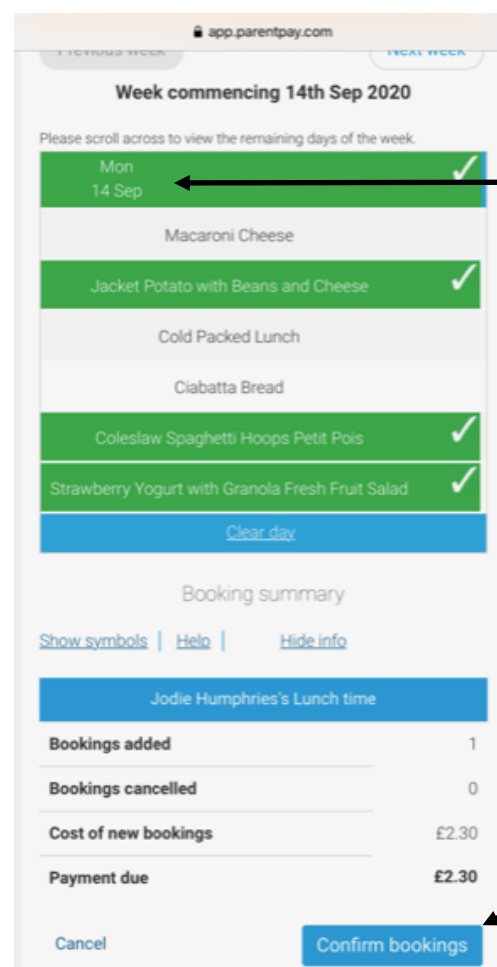 app.parentpay.com
Previous week Next week
Week commencing 14th Sep 2020
Please scroll across to view the remaining days of the week.
Mon
14 Sep
Macaroni Cheese
Jacket Potato with Beans and Cheese
Cold Packed Lunch
Ciabatta Bread
Coleslaw Spaghetti Hoops Petit Pois
Strawberry Yogurt with Granola Fresh Fruit Salad
Clear day
Booking summary
Show symbols | Help | Hide info
Jodie Humphries's Lunch time
Bookings added 1
Bookings cancelled 0
Cost of new bookings £2.30
Payment due £2.30
Cancel Confirm bookings